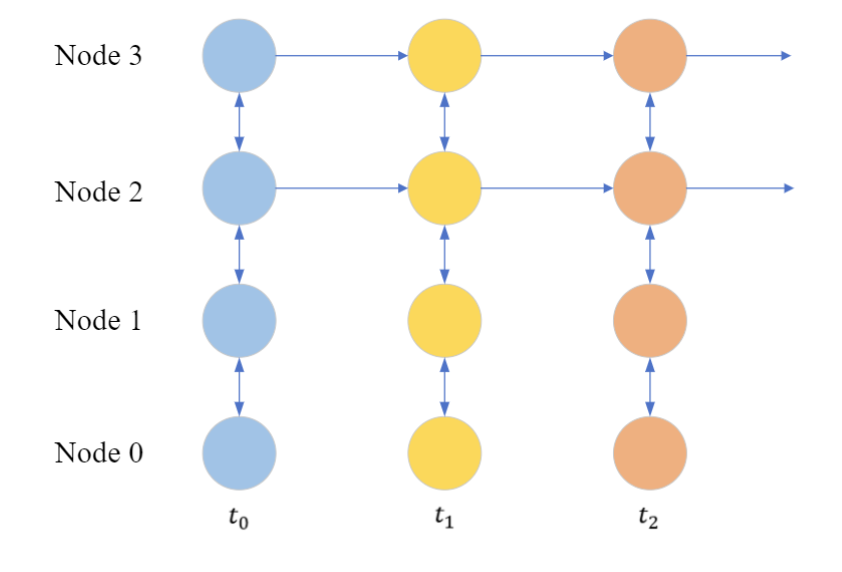 Node 3
Node 2
Node 1
Node 0
t₀ t₁ t₂